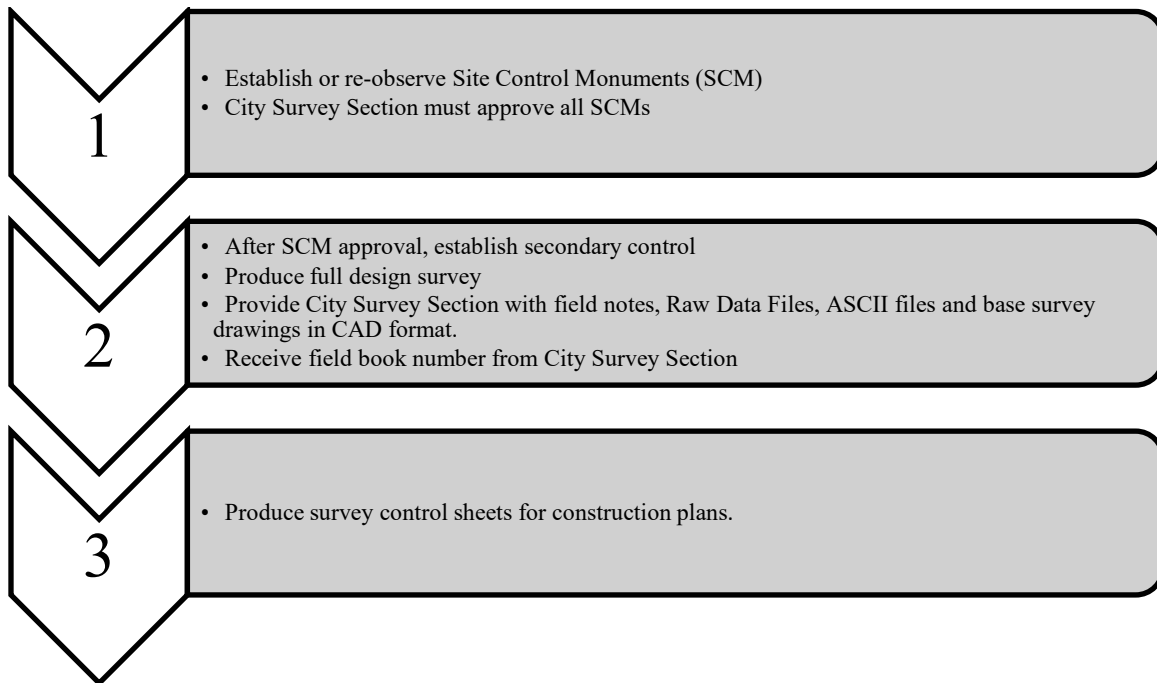 1
• Establish or re-observe Site Control Monuments (SCM)
• City Survey Section must approve all SCMs
2
• After SCM approval, establish secondary control
• Produce full design survey
• Provide City Survey Section with field notes, Raw Data Files, ASCII files and base survey
drawings in CAD format.
• Receive field book number from City Survey Section
3
• Produce survey control sheets for construction plans.